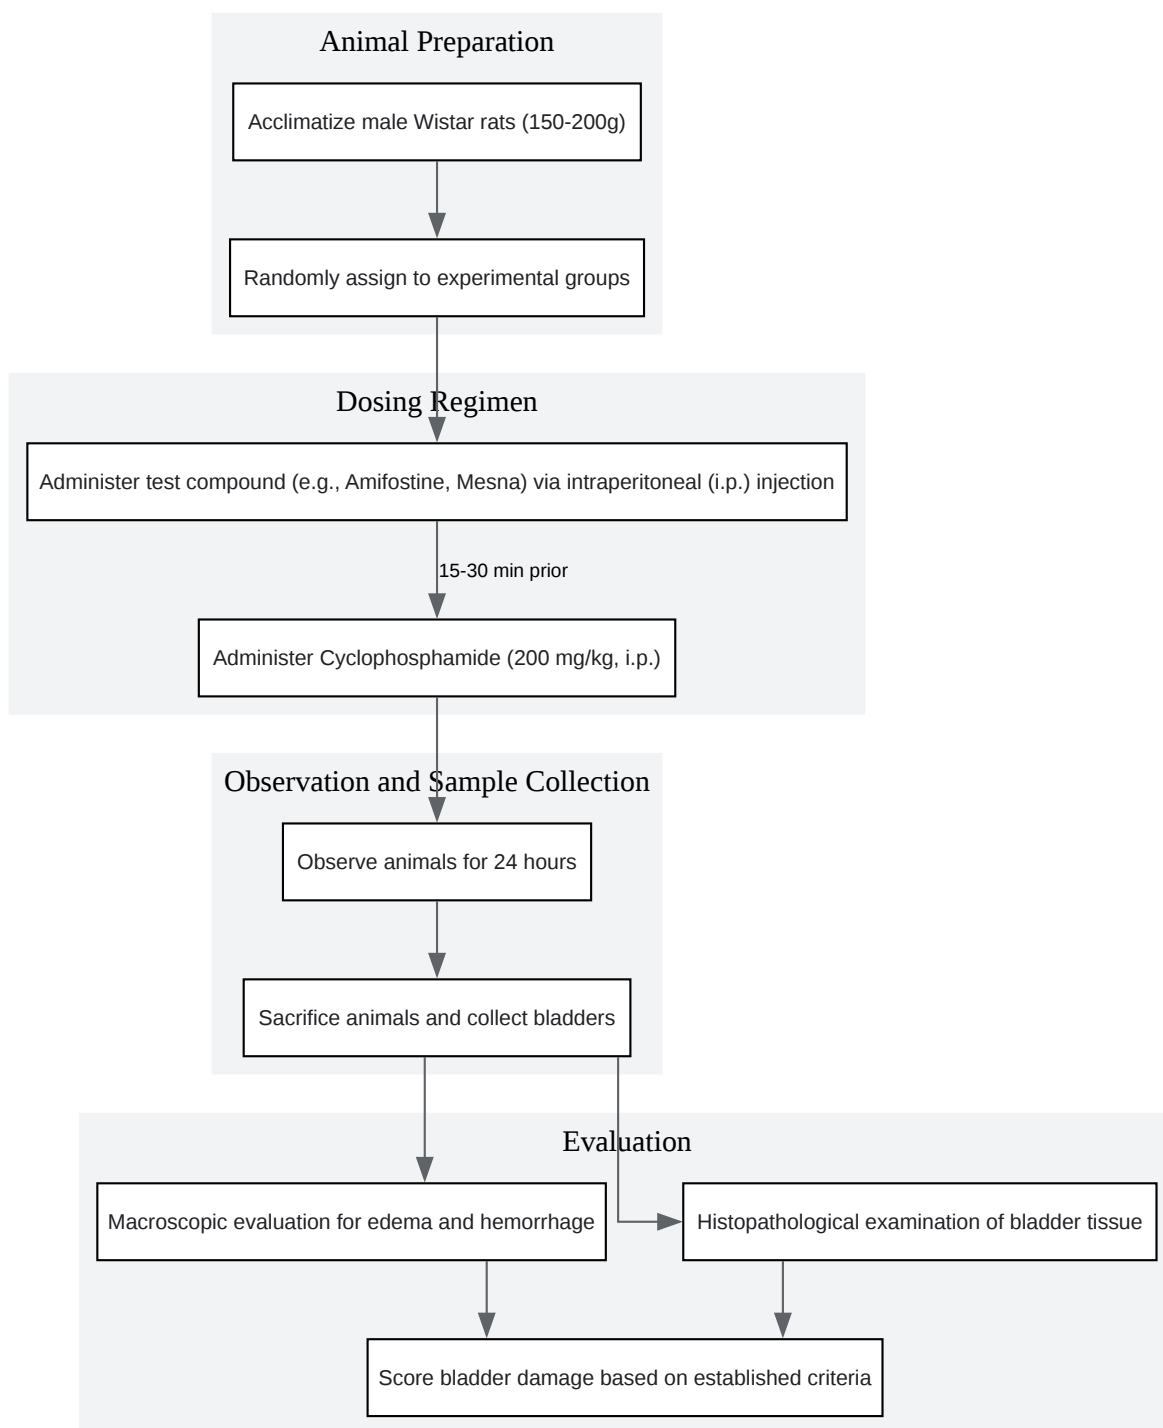 Animal Preparation
Acclimatize male Wistar rats (150-200g)
Randomly assign to experimental groups
Dosing Regimen
Administer test compound (e.g., Amifostine, Mesna) via intraperitoneal (i.p.) injection
15-30 min prior
Administer Cyclophosphamide (200 mg/kg, i.p.)
Observation and Sample Collection
Observe animals for 24 hours
Sacrifice animals and collect bladders
Evaluation
Macroscopic evaluation for edema and hemorrhage
Histopathological examination of bladder tissue
Score bladder damage based on established criteria